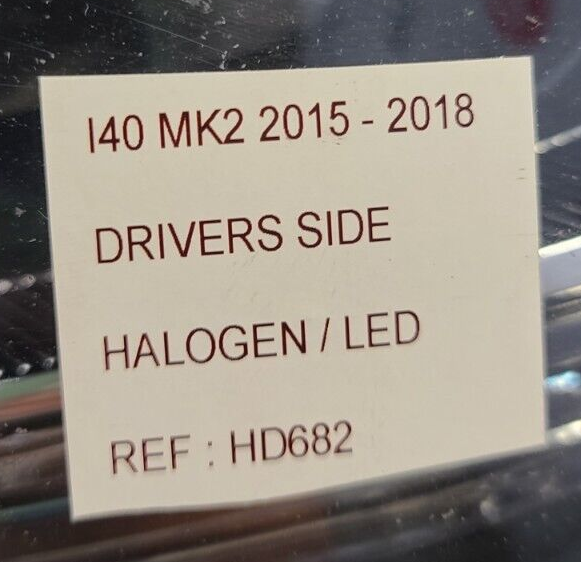 I40 MK2 2015 - 2018
DRIVERS SIDE
HALOGEN / LED
REF : HD682